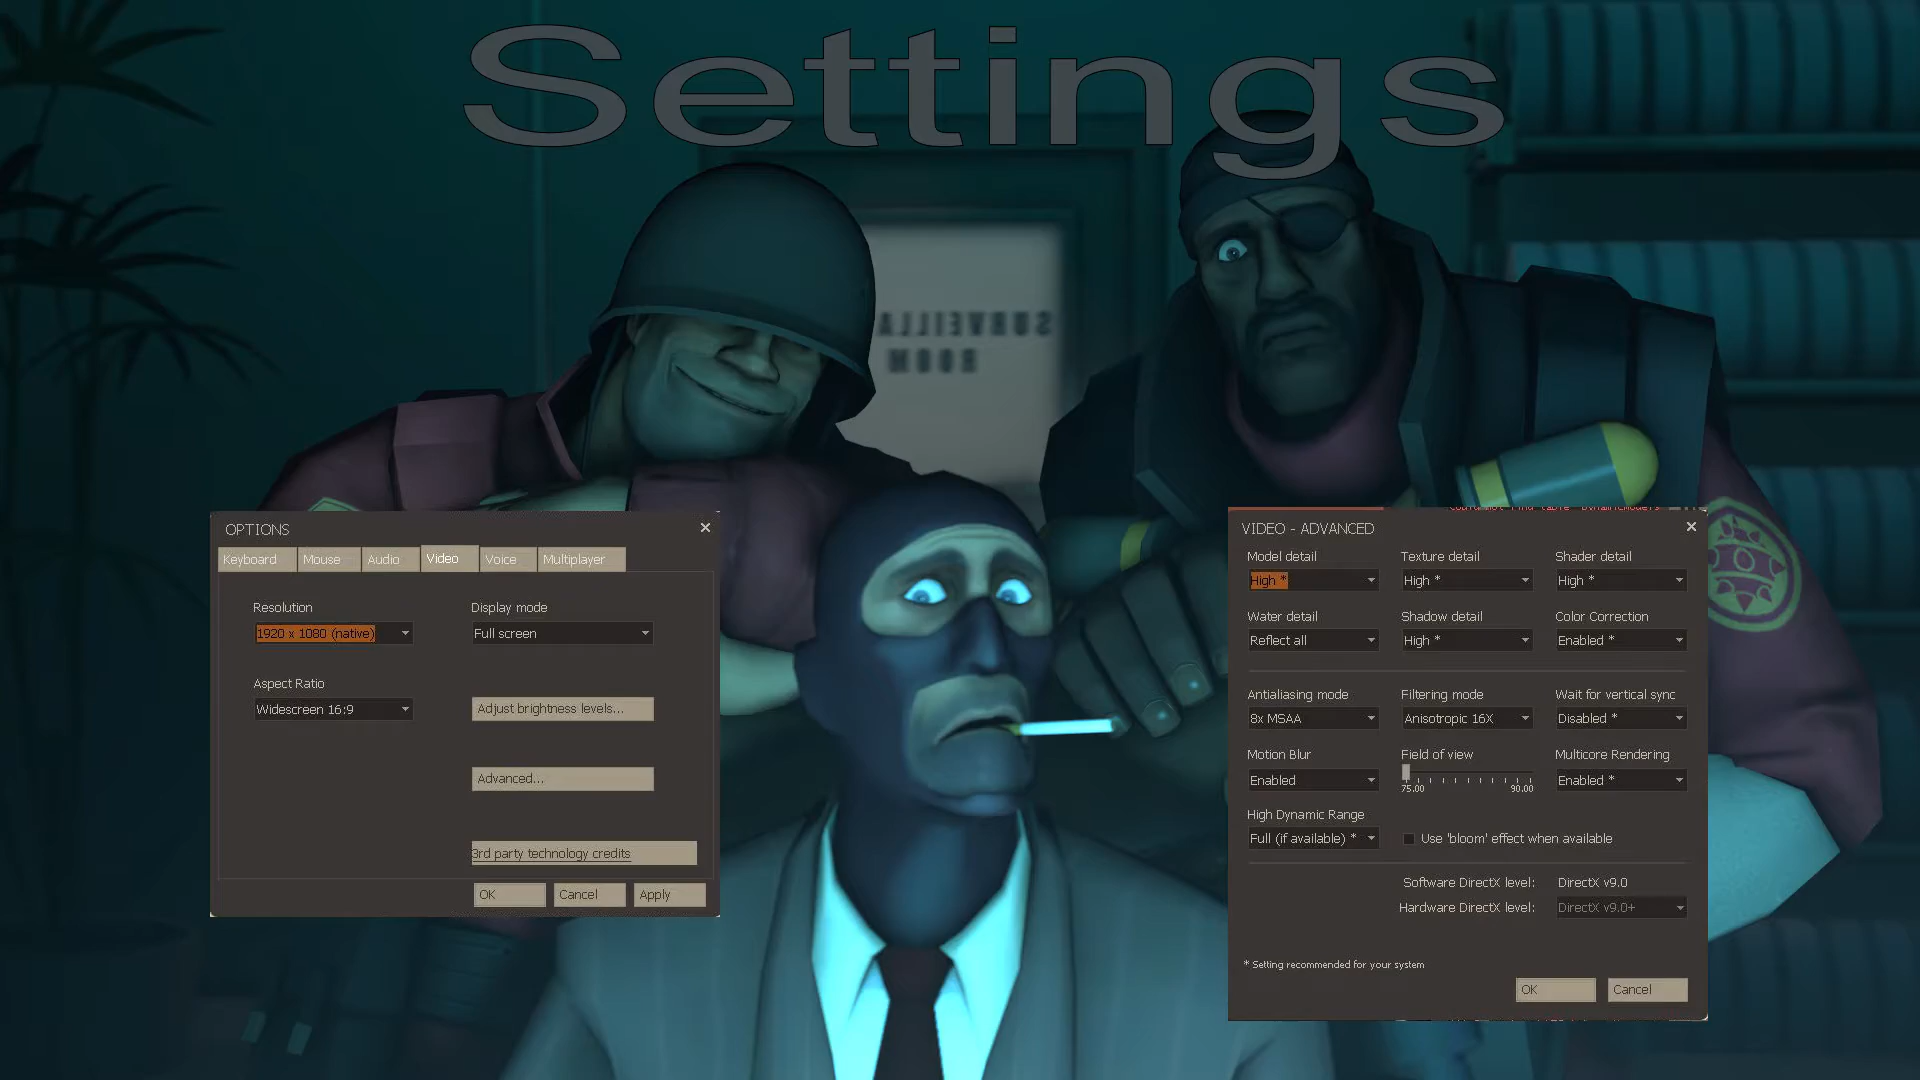 Settings
SURVEILLA
ROOM
OPTIONS
Keyboard Mouse Audio Video Voice Multiplayer
Resolution Display mode
1920 x 1080 (native) Full screen
Aspect Ratio
Widescreen 16:9 Adjust brightness levels...
Advanced...
3rd party technology credits
OK Cancel Apply
VIDEO - ADVANCED
Model detail Texture detail Shader detail
High * High * High *
Water detail Shadow detail Color Correction
Reflect all High * Enabled *
Antialiasing mode Filtering mode Wait for vertical sync
8x MSAA Anisotropic 16X Disabled *
Motion Blur Field of view Multicore Rendering
Enabled 75.00 90.00 Enabled *
High Dynamic Range
Full (if available) * Use 'bloom' effect when available
Software DirectX level: DirectX v9.0
Hardware DirectX level: DirectX v9.0+
* Setting recommended for your system
OK Cancel